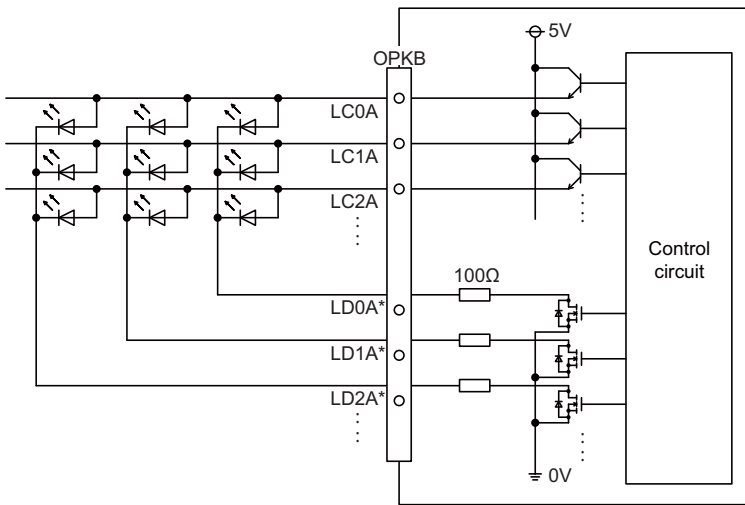 5V
OPKB
LC0A
LC1A
LC2A
Control
circuit
100Ω
LD0A*
LD1A*
LD2A*
0V